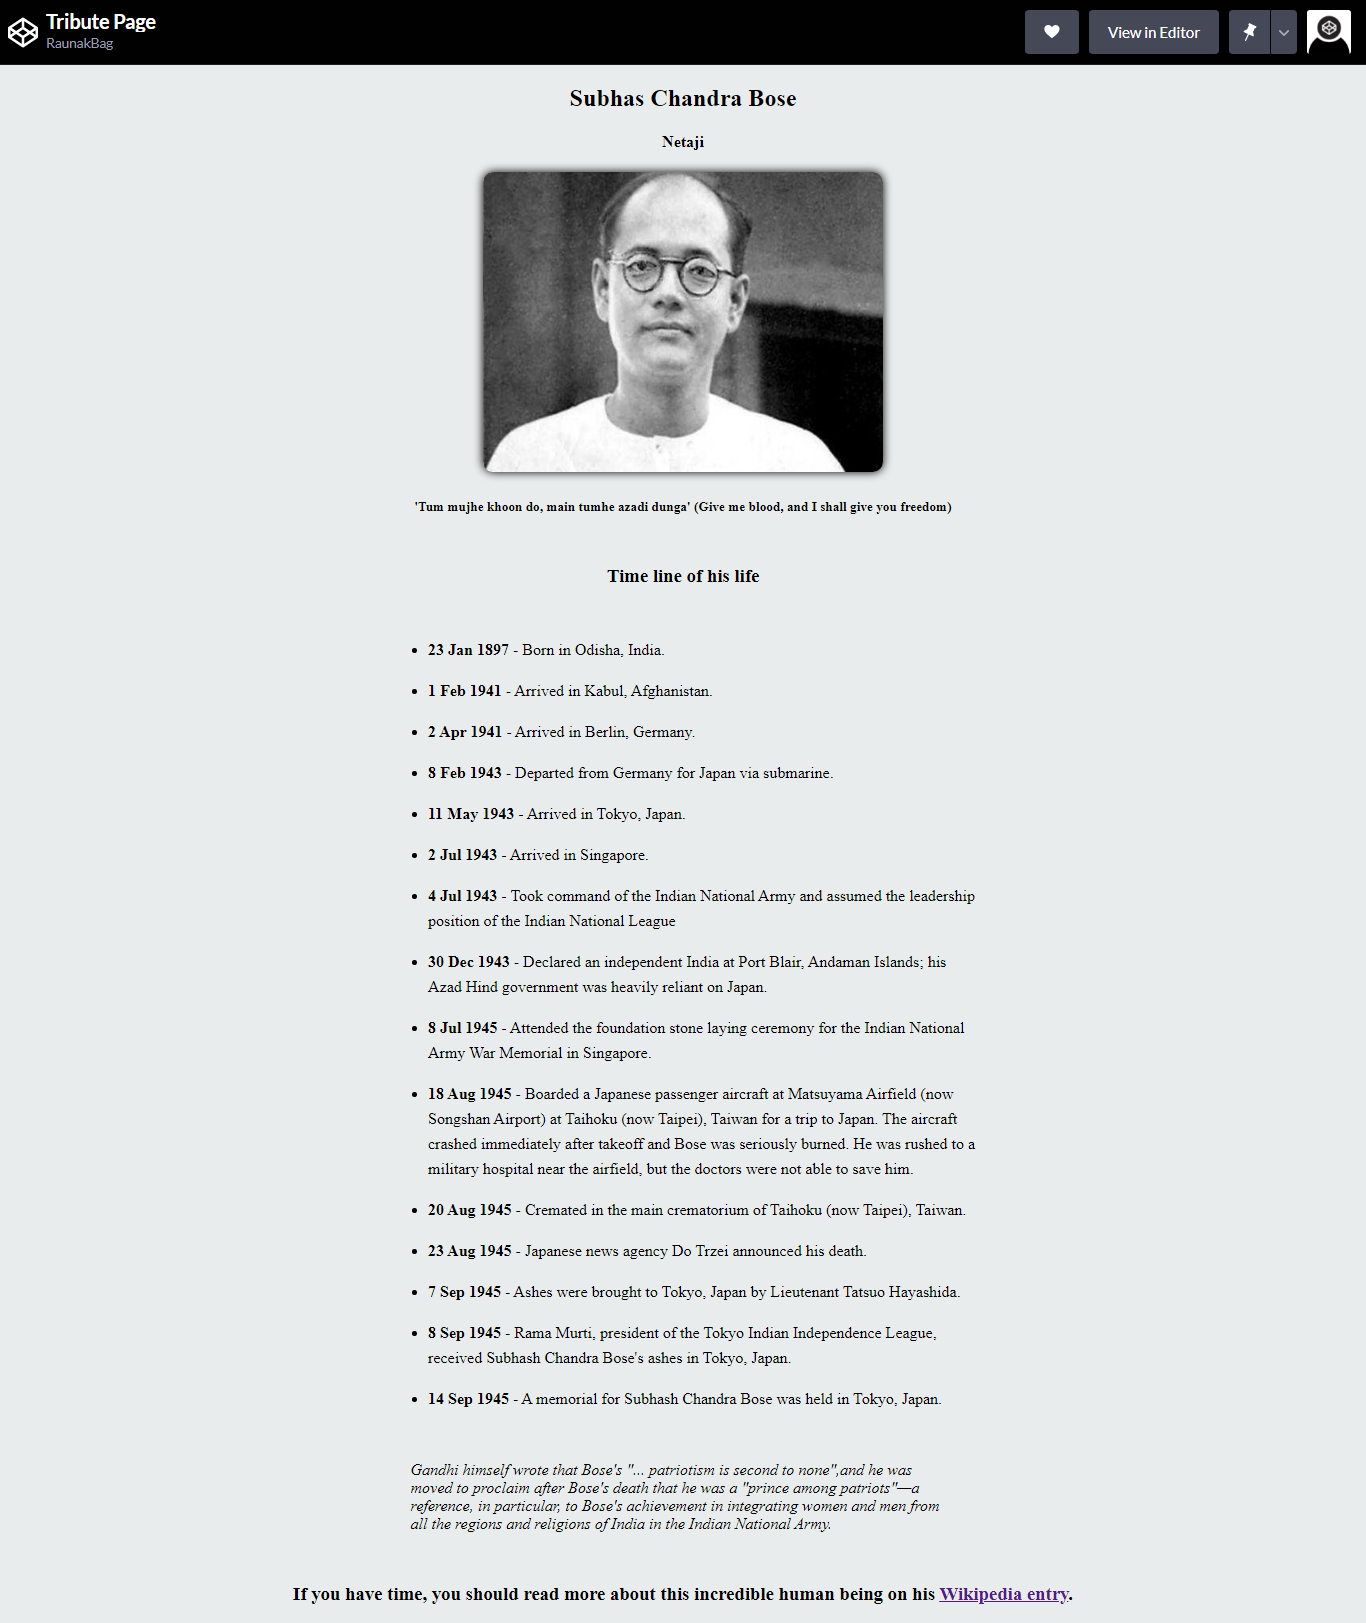 Tribute Page
RaunakBag
View in Editor
Subhas Chandra Bose
Netaji
'Tum mujhe khoon do, main tumhe azadi dunga' (Give me blood, and I shall give you freedom)
Time line of his life
• 23 Jan 1897 - Born in Odisha, India.
• 1 Feb 1941 - Arrived in Kabul, Afghanistan.
• 2 Apr 1941 - Arrived in Berlin, Germany.
• 8 Feb 1943 - Departed from Germany for Japan via submarine.
• 11 May 1943 - Arrived in Tokyo, Japan.
• 2 Jul 1943 - Arrived in Singapore.
• 4 Jul 1943 - Took command of the Indian National Army and assumed the leadership
position of the Indian National League
• 30 Dec 1943 - Declared an independent India at Port Blair, Andaman Islands; his
Azad Hind government was heavily reliant on Japan.
• 8 Jul 1945 - Attended the foundation stone laying ceremony for the Indian National
Army War Memorial in Singapore.
• 18 Aug 1945 - Boarded a Japanese passenger aircraft at Matsuyama Airfield (now
Songshan Airport) at Taihoku (now Taipei), Taiwan for a trip to Japan. The aircraft
crashed immediately after takeoff and Bose was seriously burned. He was rushed to a
military hospital near the airfield, but the doctors were not able to save him.
• 20 Aug 1945 - Cremated in the main crematorium of Taihoku (now Taipei), Taiwan.
• 23 Aug 1945 - Japanese news agency Do Trzei announced his death.
• 7 Sep 1945 - Ashes were brought to Tokyo, Japan by Lieutenant Tatsuo Hayashida.
• 8 Sep 1945 - Rama Murti, president of the Tokyo Indian Independence League,
received Subhash Chandra Bose's ashes in Tokyo, Japan.
• 14 Sep 1945 - A memorial for Subhash Chandra Bose was held in Tokyo, Japan.
Gandhi himself wrote that Bose's "... patriotism is second to none",and he was
moved to proclaim after Bose's death that he was a "prince among patriots"—a
reference, in particular, to Bose's achievement in integrating women and men from
all the regions and religions of India in the Indian National Army.
If you have time, you should read more about this incredible human being on his Wikipedia entry.